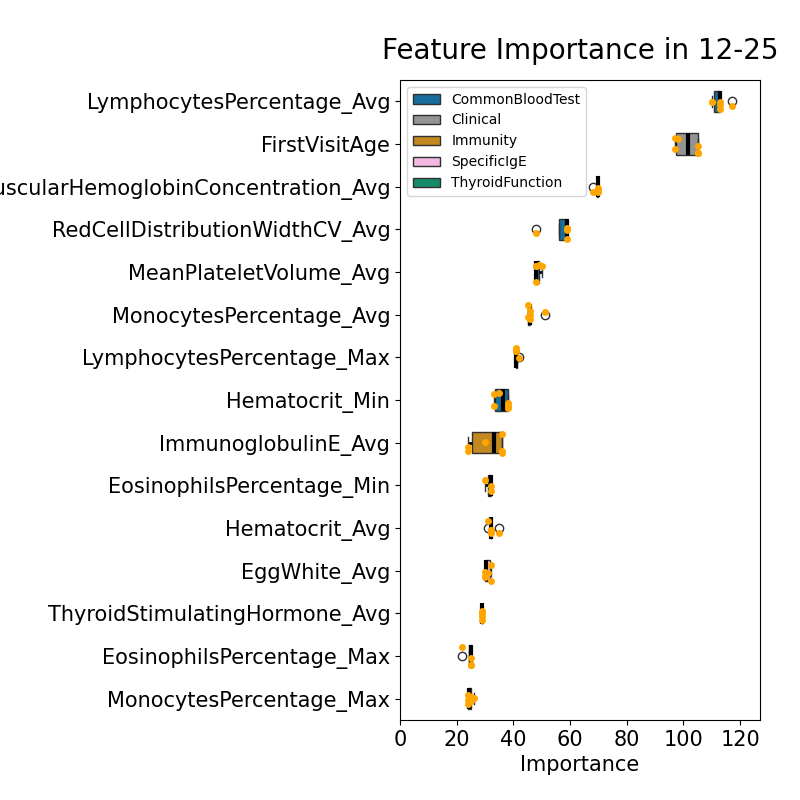 Feature Importance in 12-25
LymphocytesPercentage_Avg
FirstVisitAge
uscularHemoglobinConcentration_Avg
RedCellDistributionWidthCV_Avg
MeanPlateletVolume_Avg
MonocytesPercentage_Avg
LymphocytesPercentage_Max
Hematocrit_Min
ImmunoglobulinE_Avg
EosinophilsPercentage_Min
Hematocrit_Avg
EggWhite_Avg
ThyroidStimulatingHormone_Avg
EosinophilsPercentage_Max
MonocytesPercentage_Max
CommonBloodTest
Clinical
Immunity
SpecificIgE
ThyroidFunction
0 20 40 60 80 100 120
Importance